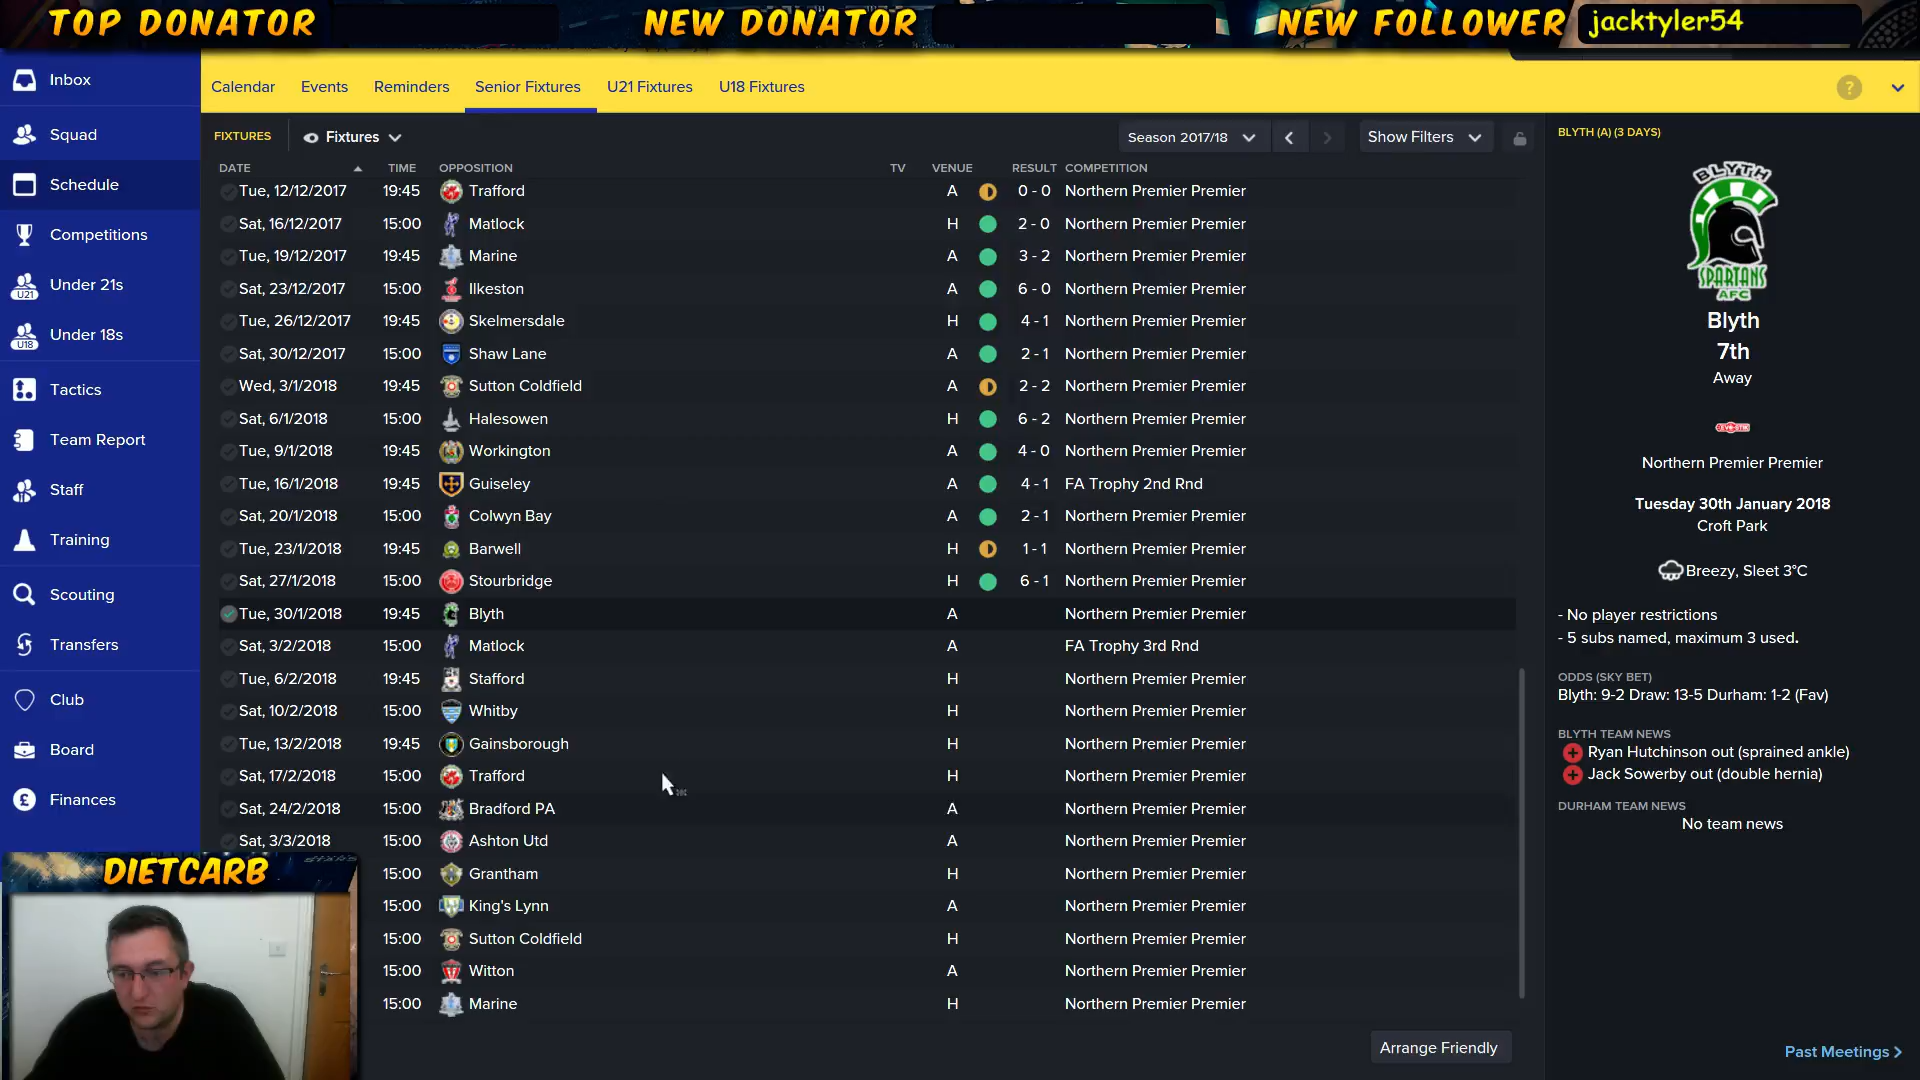 TOP DONATOR NEW DONATOR NEW FOLLOWER jacktyler54
Inbox
Squad
Schedule
Competitions
U21 Under 21s
U18 Under 18s
Tactics
Team Report
Staff
Training
Scouting
Transfers
Club
Board
£ Finances
DIETCARB
Calendar Events Reminders Senior Fixtures U21 Fixtures U18 Fixtures ?
FIXTURES Fixtures Season 2017/18 Show Filters
DATE TIME OPPOSITION TV VENUE RESULT COMPETITION
Tue, 12/12/2017 19:45 Trafford A 0 - 0 Northern Premier Premier
Sat, 16/12/2017 15:00 Matlock H 2 - 0 Northern Premier Premier
Tue, 19/12/2017 19:45 Marine A 3 - 2 Northern Premier Premier
Sat, 23/12/2017 15:00 Ilkeston A 6 - 0 Northern Premier Premier
Tue, 26/12/2017 19:45 Skelmersdale H 4 - 1 Northern Premier Premier
Sat, 30/12/2017 15:00 Shaw Lane A 2 - 1 Northern Premier Premier
Wed, 3/1/2018 19:45 Sutton Coldfield A 2 - 2 Northern Premier Premier
Sat, 6/1/2018 15:00 Halesowen H 6 - 2 Northern Premier Premier
Tue, 9/1/2018 19:45 Workington A 4 - 0 Northern Premier Premier
Tue, 16/1/2018 19:45 Guiseley A 4 - 1 FA Trophy 2nd Rnd
Sat, 20/1/2018 15:00 Colwyn Bay A 2 - 1 Northern Premier Premier
Tue, 23/1/2018 19:45 Barwell H 1 - 1 Northern Premier Premier
Sat, 27/1/2018 15:00 Stourbridge H 6 - 1 Northern Premier Premier
Tue, 30/1/2018 19:45 Blyth A Northern Premier Premier
Sat, 3/2/2018 15:00 Matlock A FA Trophy 3rd Rnd
Tue, 6/2/2018 19:45 Stafford H Northern Premier Premier
Sat, 10/2/2018 15:00 Whitby H Northern Premier Premier
Tue, 13/2/2018 19:45 Gainsborough H Northern Premier Premier
Sat, 17/2/2018 15:00 Trafford H Northern Premier Premier
Sat, 24/2/2018 15:00 Bradford PA A Northern Premier Premier
Sat, 3/3/2018 15:00 Ashton Utd A Northern Premier Premier
15:00 Grantham H Northern Premier Premier
15:00 King's Lynn A Northern Premier Premier
15:00 Sutton Coldfield H Northern Premier Premier
15:00 Witton A Northern Premier Premier
15:00 Marine H Northern Premier Premier
Arrange Friendly
BLYTH (A) (3 DAYS)
BLYTH
SPARTANS
AFC
Blyth
7th
Away
EVO-STIK
Northern Premier Premier
Tuesday 30th January 2018
Croft Park
Breezy, Sleet 3°C
- No player restrictions
- 5 subs named, maximum 3 used.
ODDS (SKY BET)
Blyth: 9-2 Draw: 13-5 Durham: 1-2 (Fav)
BLYTH TEAM NEWS
Ryan Hutchinson out (sprained ankle)
Jack Sowerby out (double hernia)
DURHAM TEAM NEWS
No team news
Past Meetings >